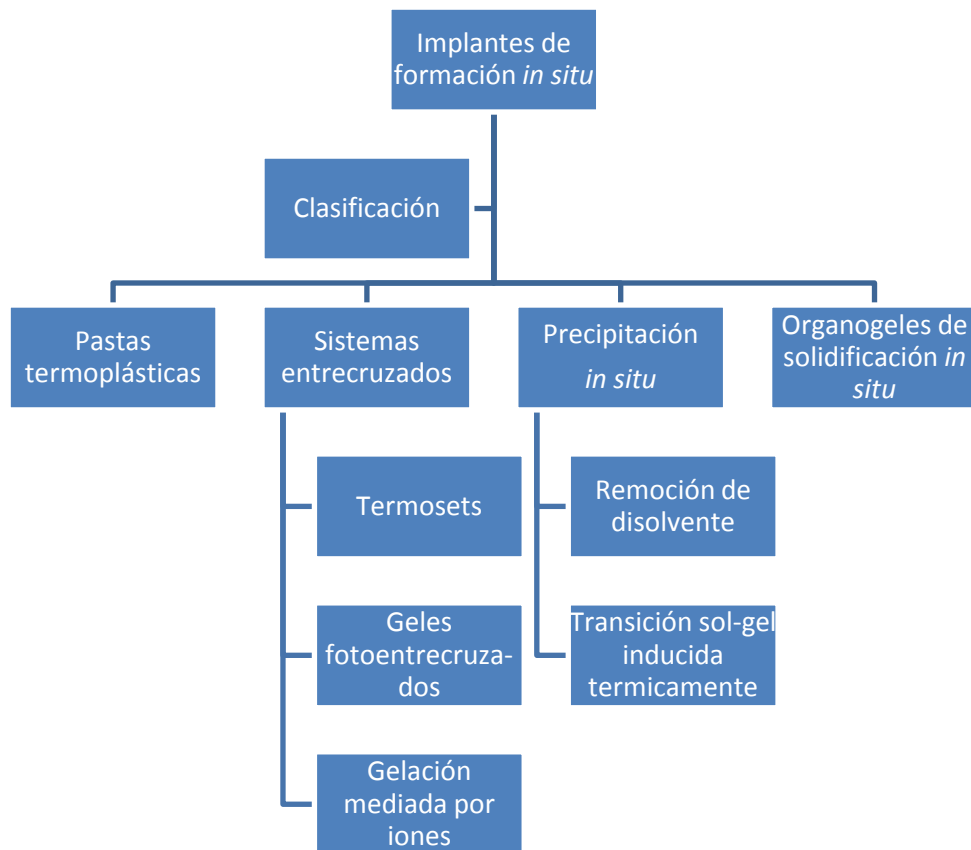 Implantes de
formación in situ
Clasificación
Pastas
termoplásticas
Sistemas
entrecruzados
Precipitación
in situ
Organogeles de
solidificación in
situ
Termosets
Remoción de
disolvente
Geles
fotoentrecruza-
dos
Transición sol-gel
inducida
termicamente
Gelación
mediada por
iones